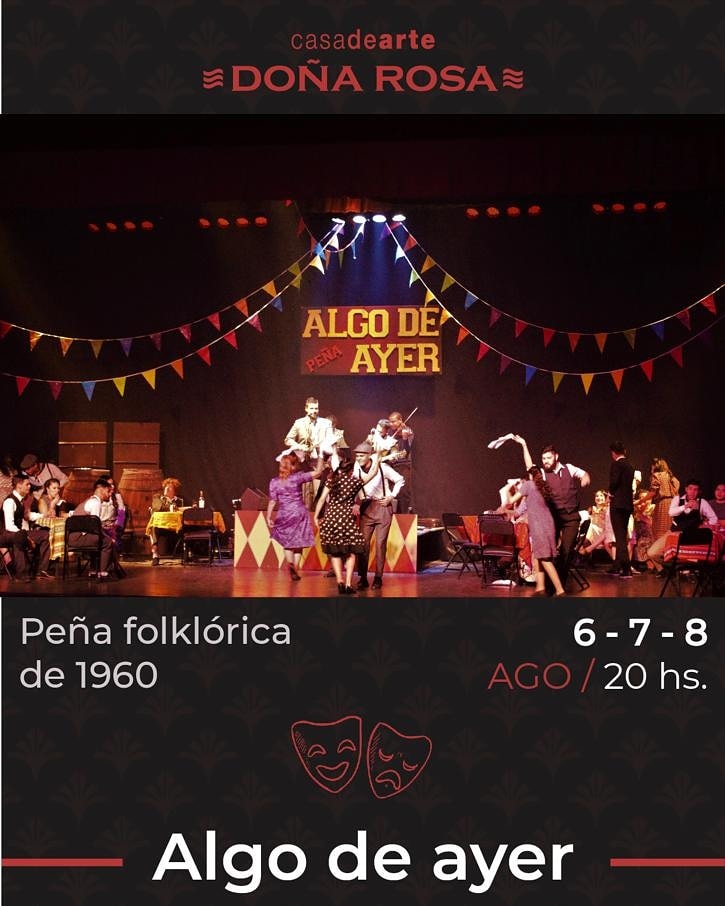 casadearte
DOÑA ROSA
ALGO DE
PEÑA AYER
Peña folklórica
de 1960
6 - 7 - 8
AGO / 20 hs.
Algo de ayer